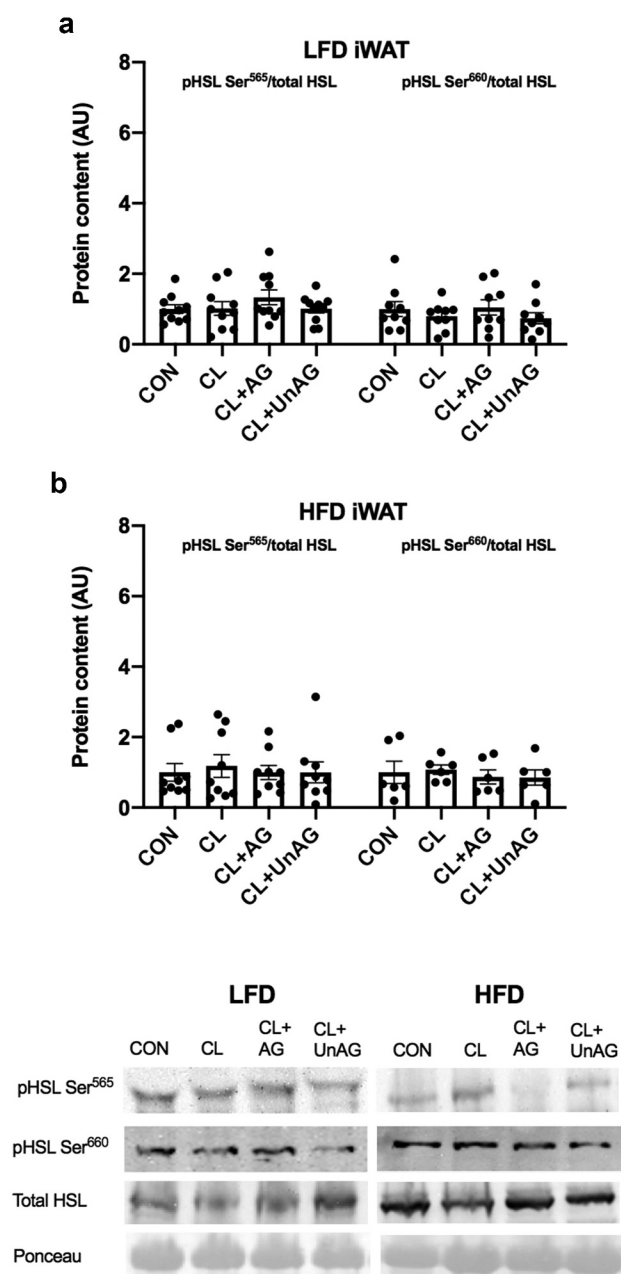 a
LFD iWAT
pHSL Ser⁵⁶⁵/total HSL pHSL Ser⁶⁶⁰/total HSL
Protein content (AU)
8
6
4
2
0
CON CL CL+AG CL+UnAG CON CL CL+AG CL+UnAG
b
HFD iWAT
pHSL Ser⁵⁶⁵/total HSL pHSL Ser⁶⁶⁰/total HSL
Protein content (AU)
8
6
4
2
0
CON CL CL+AG CL+UnAG CON CL CL+AG CL+UnAG
LFD HFD
CON CL CL+ AG CL+ UnAG CON CL CL+ AG CL+ UnAG
pHSL Ser⁵⁶⁵
pHSL Ser⁶⁶⁰
Total HSL
Ponceau